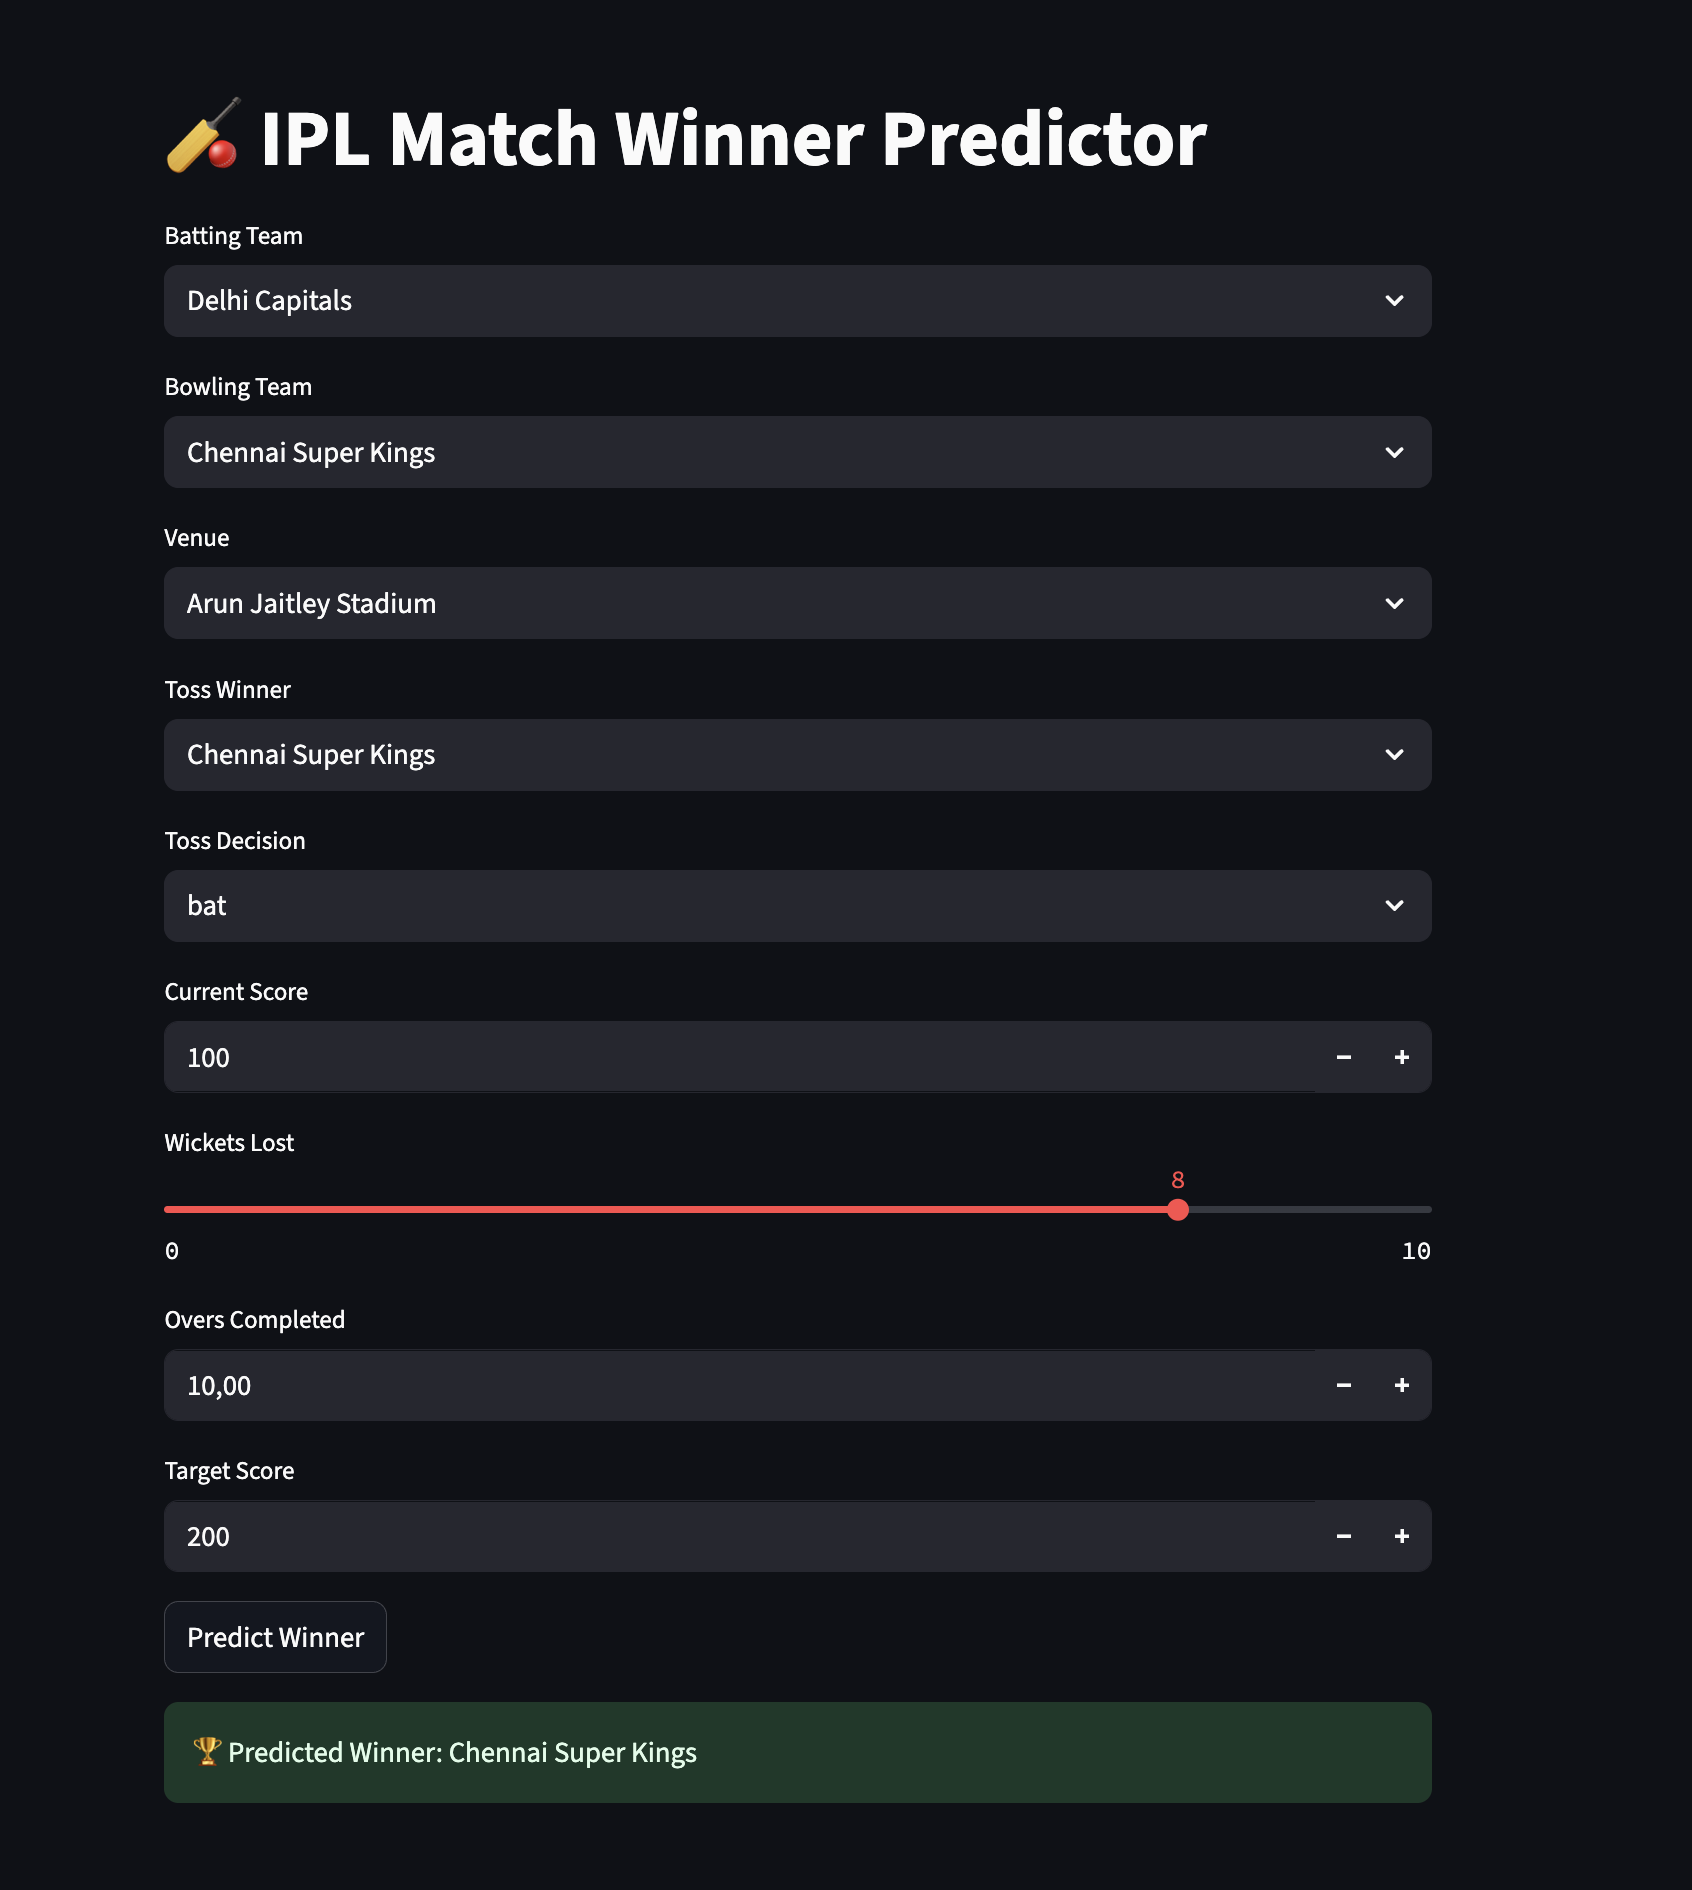 IPL Match Winner Predictor
Batting Team
Delhi Capitals
Bowling Team
Chennai Super Kings
Venue
Arun Jaitley Stadium
Toss Winner
Chennai Super Kings
Toss Decision
bat
Current Score
100
Wickets Lost
8
0 10
Overs Completed
10,00
Target Score
200
Predict Winner
Predicted Winner: Chennai Super Kings